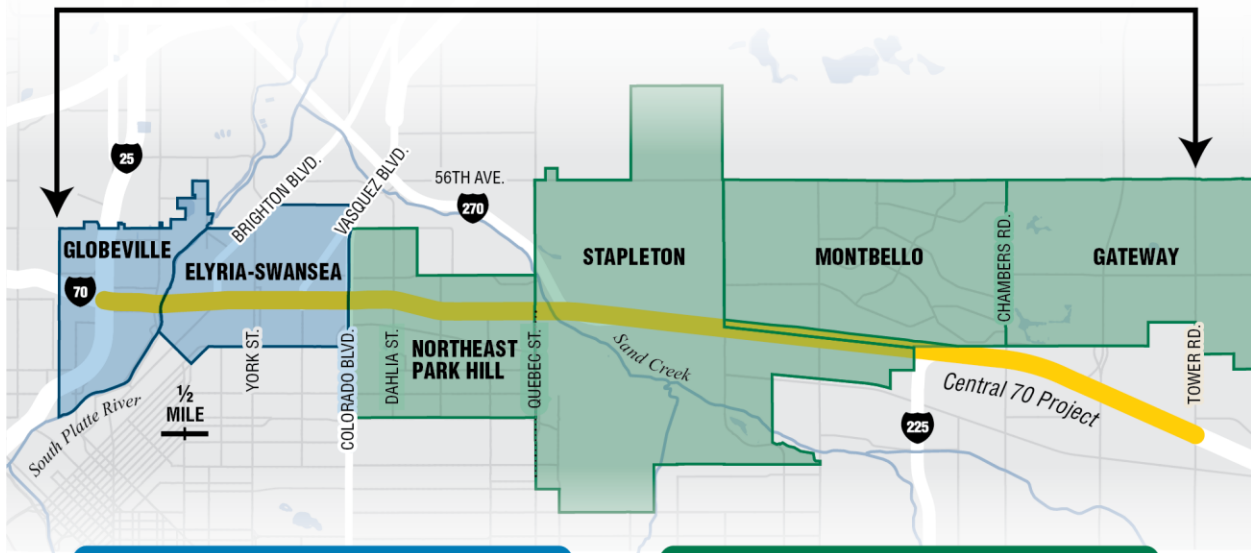 25
BRIGHTON BLVD.
VASQUEZ BLVD.
56TH AVE.
270
GLOBEVILLE
ELYRIA-SWANSEA
STAPLETON
MONTBELLO
CHAMBERS RD.
GATEWAY
70
YORK ST.
COLORADO BLVD.
DAHLIA ST.
NORTHEAST
PARK HILL
QUEBEC ST.
Sand Creek
Central 70 Project
TOWER RD.
South Platte River
½
MILE
225